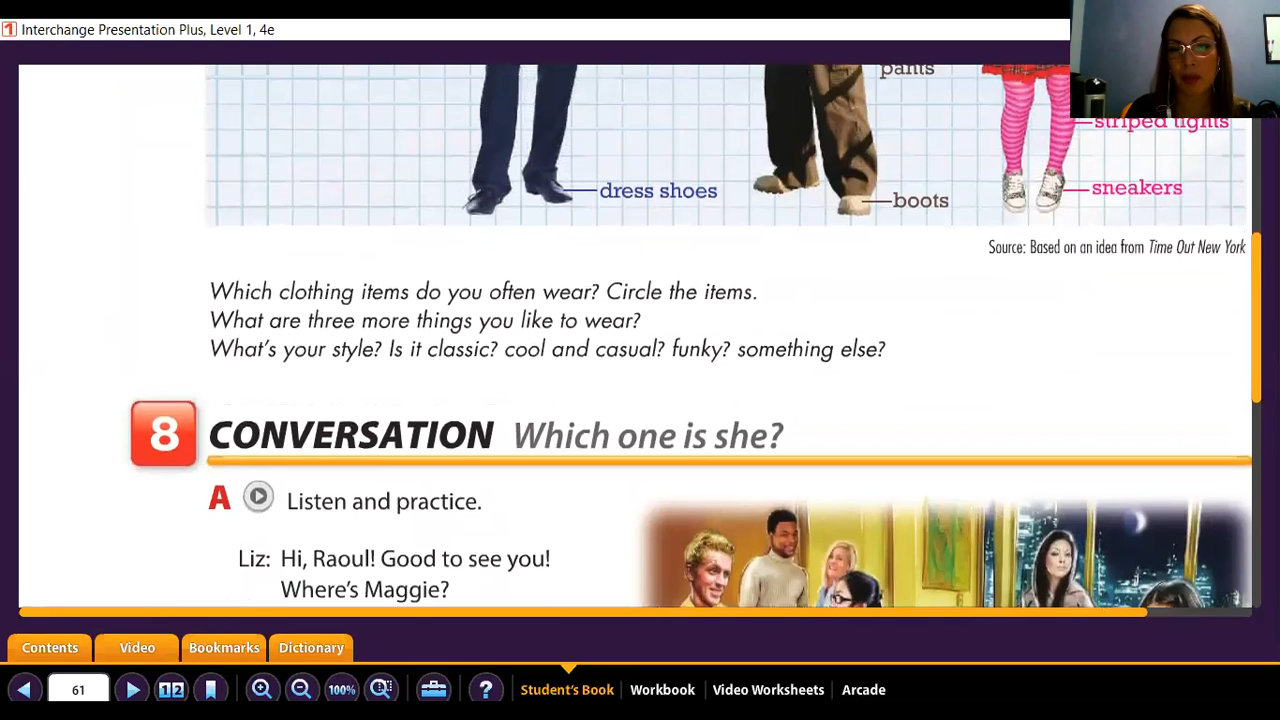 Interchange Presentation Plus, Level 1, 4e
pants
striped tights
dress shoes
boots
sneakers
Source: Based on an idea from Time Out New York
Which clothing items do you often wear? Circle the items.
What are three more things you like to wear?
What's your style? Is it classic? cool and casual? funky? something else?
8 CONVERSATION Which one is she?
A Listen and practice.
Liz: Hi, Raoul! Good to see you!
Where's Maggie?
Contents Video Bookmarks Dictionary
61 1 2 100% ? Student's Book Workbook Video Worksheets Arcade